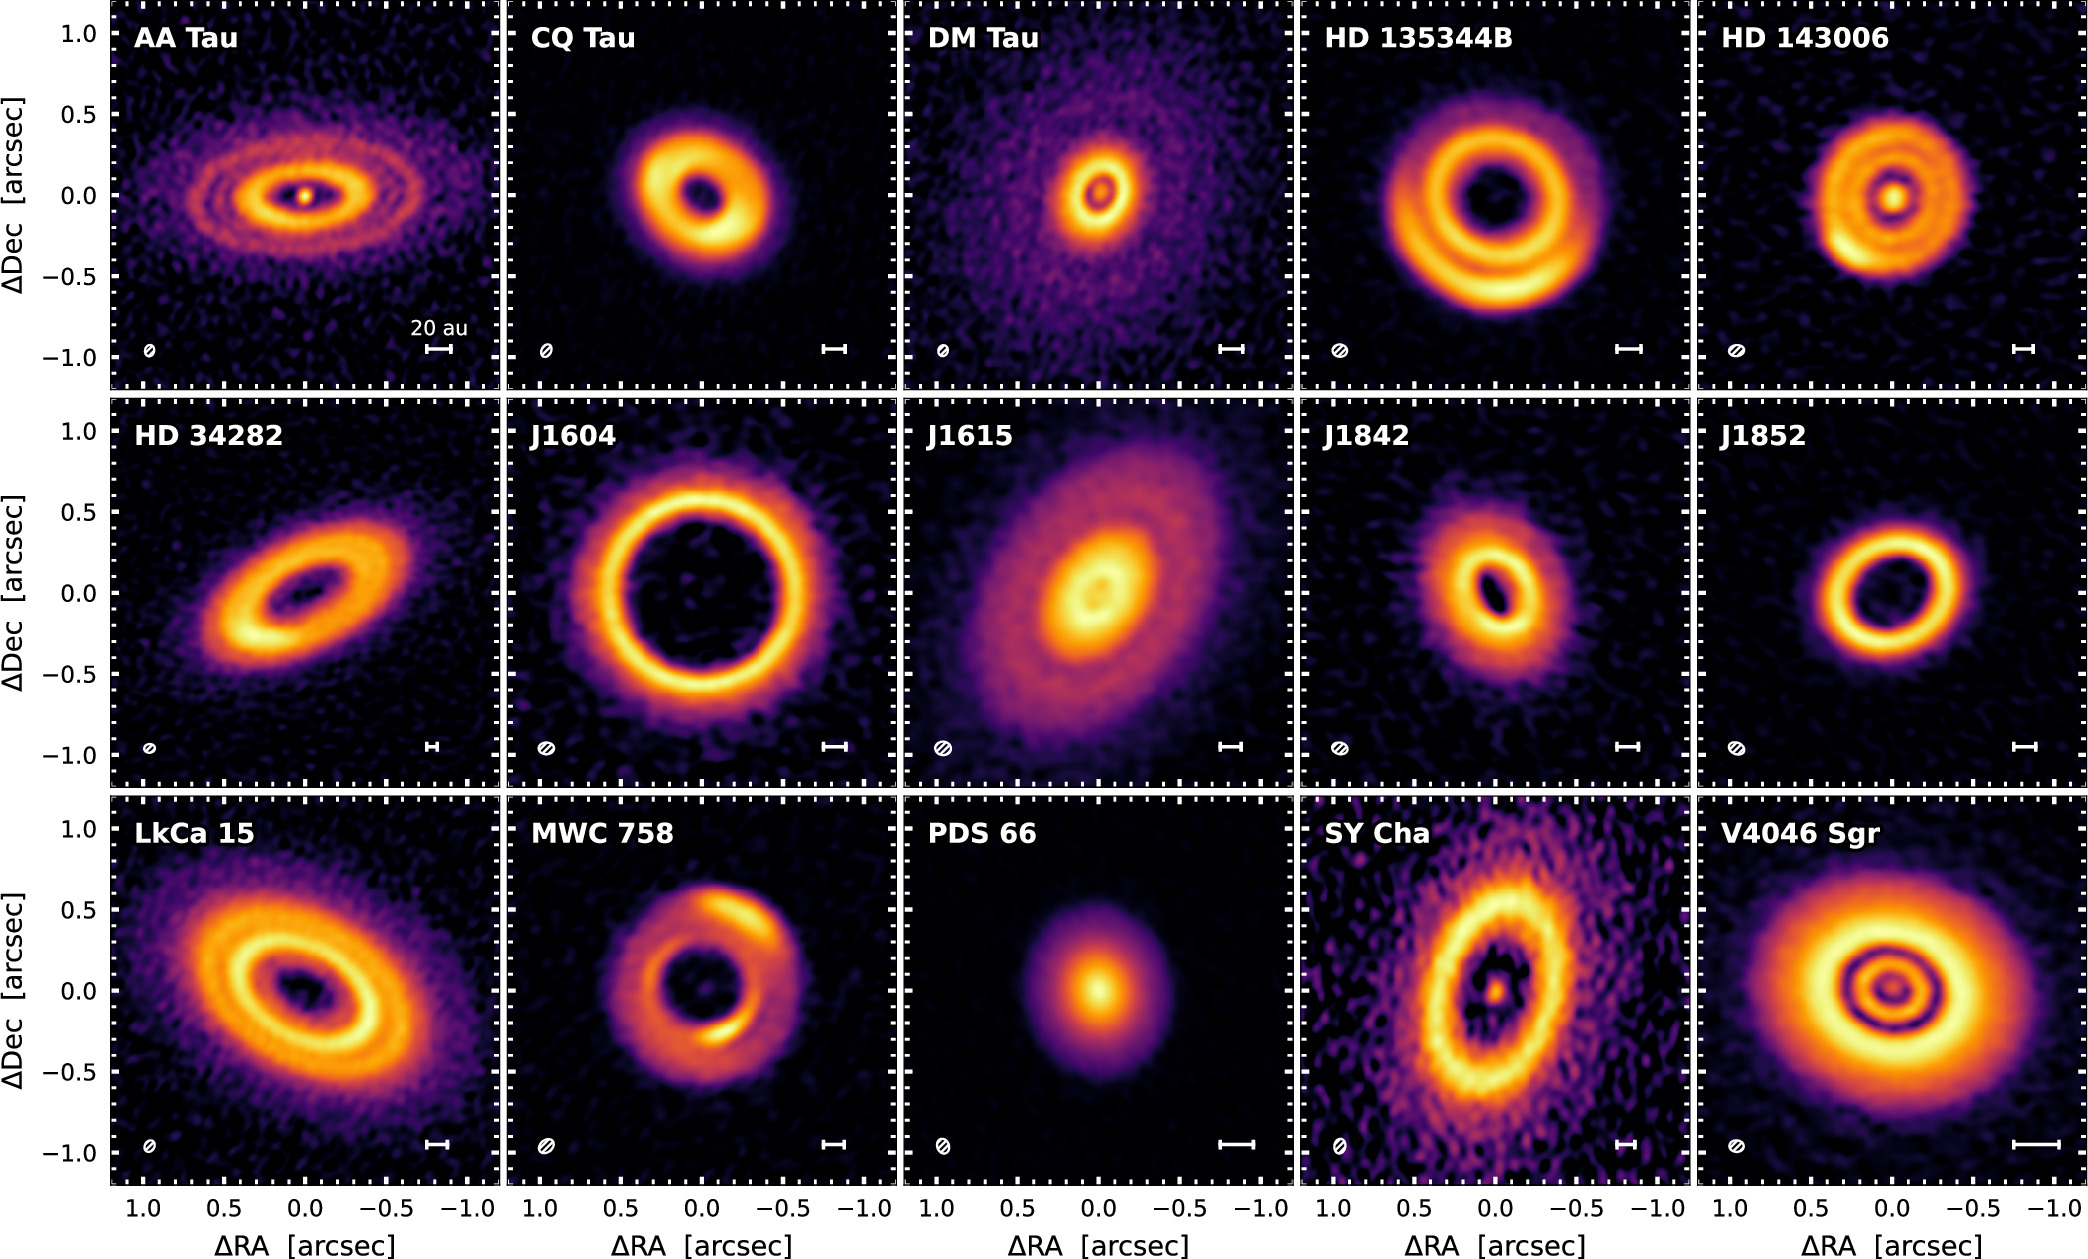 AA Tau
CQ Tau
DM Tau
HD 135344B
HD 143006
1.0
0.5
0.0
−0.5
−1.0
ΔDec [arcsec]
20 au
HD 34282
J1604
J1615
J1842
J1852
1.0
0.5
0.0
−0.5
−1.0
ΔDec [arcsec]
LkCa 15
MWC 758
PDS 66
SY Cha
V4046 Sgr
1.0
0.5
0.0
−0.5
−1.0
ΔDec [arcsec]
1.0 0.5 0.0 −0.5 −1.0
1.0 0.5 0.0 −0.5 −1.0
1.0 0.5 0.0 −0.5 −1.0
1.0 0.5 0.0 −0.5 −1.0
1.0 0.5 0.0 −0.5 −1.0
ΔRA [arcsec]
ΔRA [arcsec]
ΔRA [arcsec]
ΔRA [arcsec]
ΔRA [arcsec]